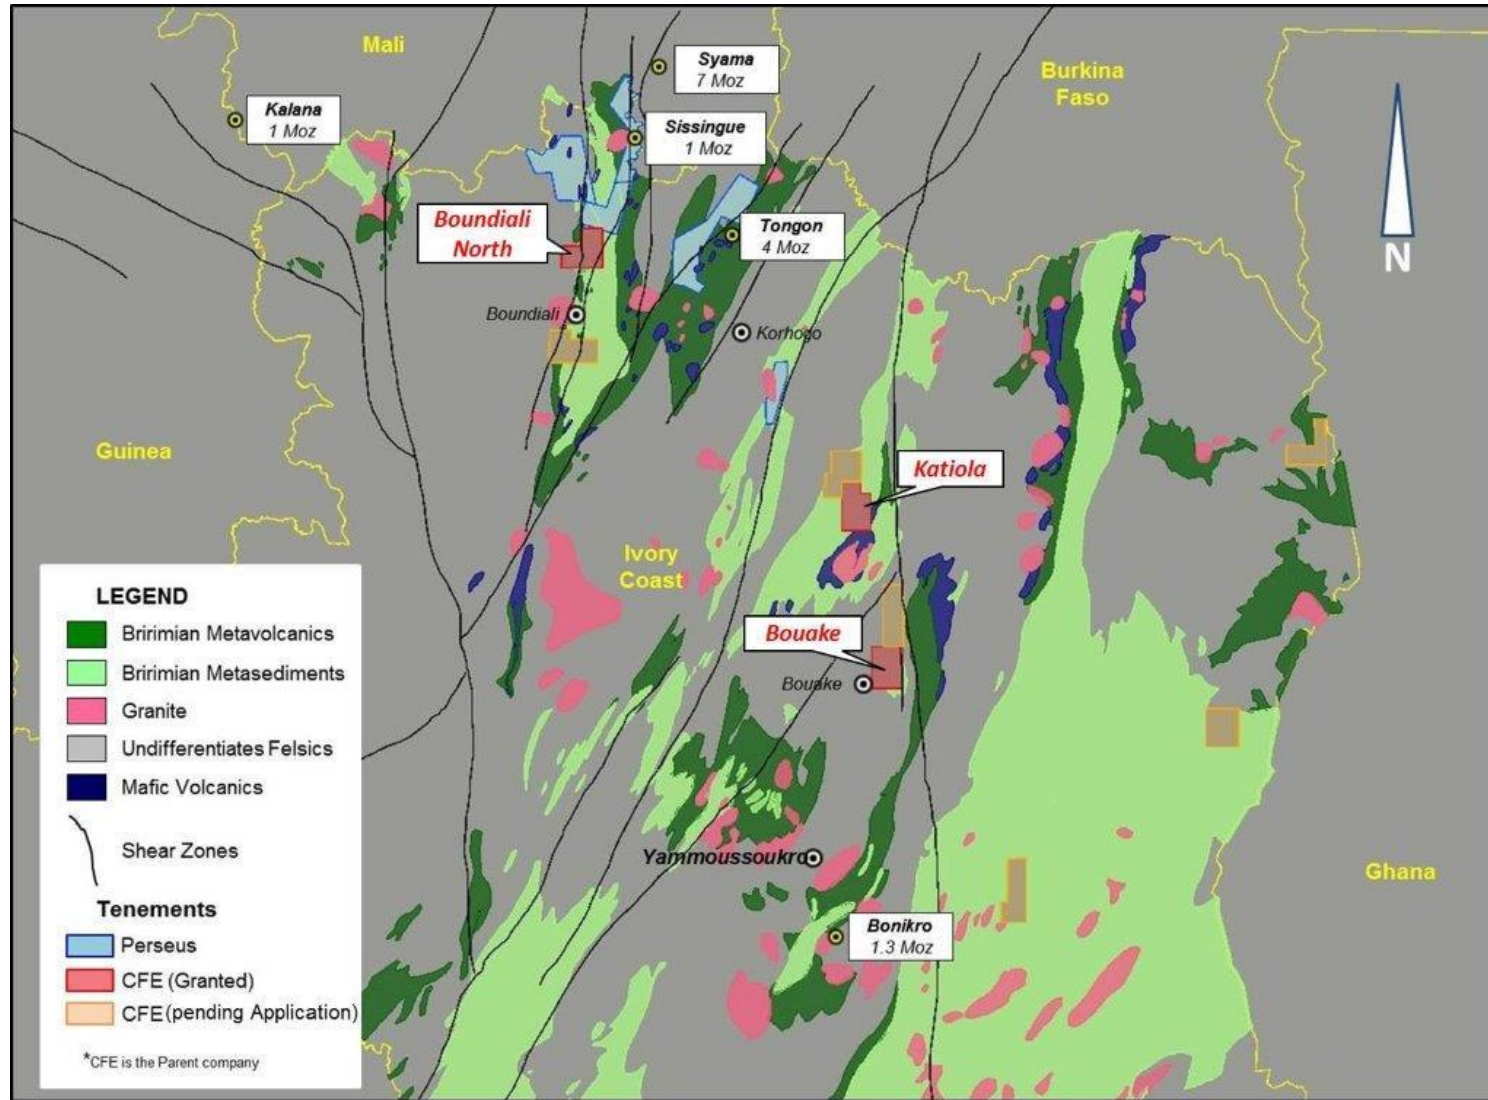 Mali
Syama
7 Moz
Burkina
Faso
Kalana
1 Moz
Sissingue
1 Moz
Boundiali
North
Tongon
4 Moz
N
Boundiali
Korhogo
Guinea
Katiola
Ivory
Coast
Bouake
Bouake
Yammoussoukro
Ghana
Bonikro
1.3 Moz
LEGEND
Bririmian Metavolcanics
Bririmian Metasediments
Granite
Undifferentiates Felsics
Mafic Volcanics
Shear Zones
Tenements
Perseus
CFE (Granted)
CFE (pending Application)
*CFE is the Parent company